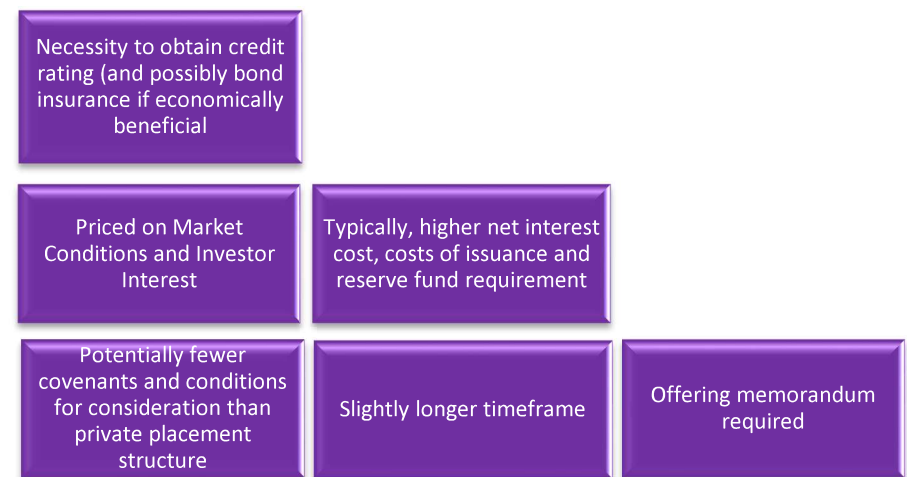 Necessity to obtain credit
rating (and possibly bond
insurance if economically
beneficial
Priced on Market
Conditions and Investor
Interest
Typically, higher net interest
cost, costs of issuance and
reserve fund requirement
Potentially fewer
covenants and conditions
for consideration than
private placement
structure
Slightly longer timeframe
Offering memorandum
required